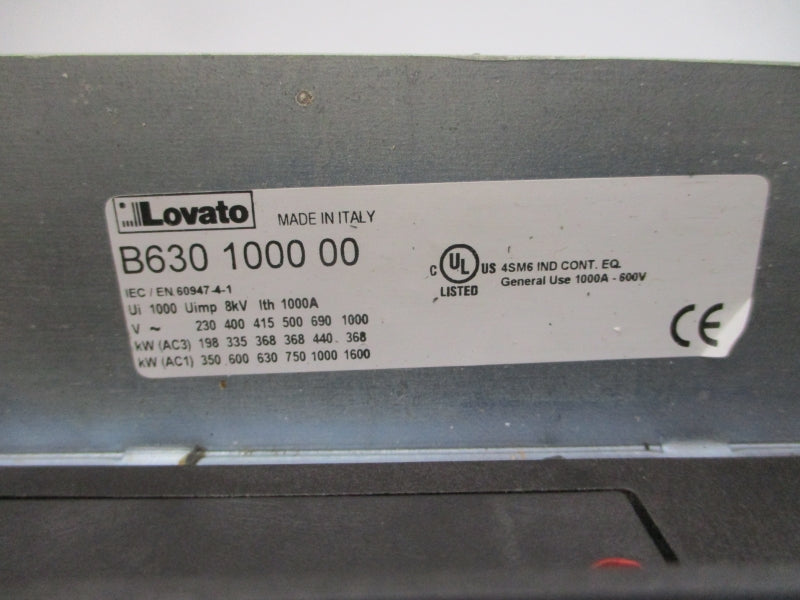 Lovato MADE IN ITALY
B630 1000 00
IEC / EN 60947-4-1
Ui 1000 Uimp 8kV Ith 1000A
V ~ 230 400 415 500 690 1000
kW (AC3) 198 335 368 368 440 368
kW (AC1) 350 600 630 750 1000 1600
C UL US 4SM6 IND CONT. EQ.
LISTED General Use 1000A - 600V
CE